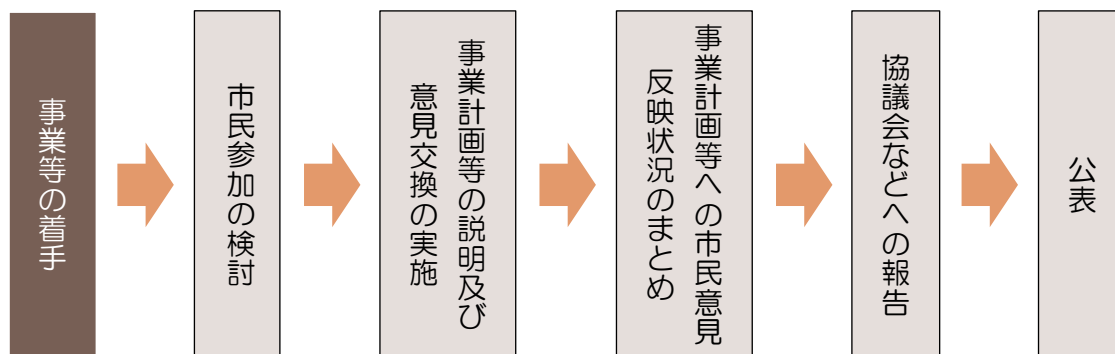 事業等の着手
市民参加の検討
事業計画等の説明及び
意見交換の実施
事業計画等への市民意見
反映状況のまとめ
協議会などへの報告
公表